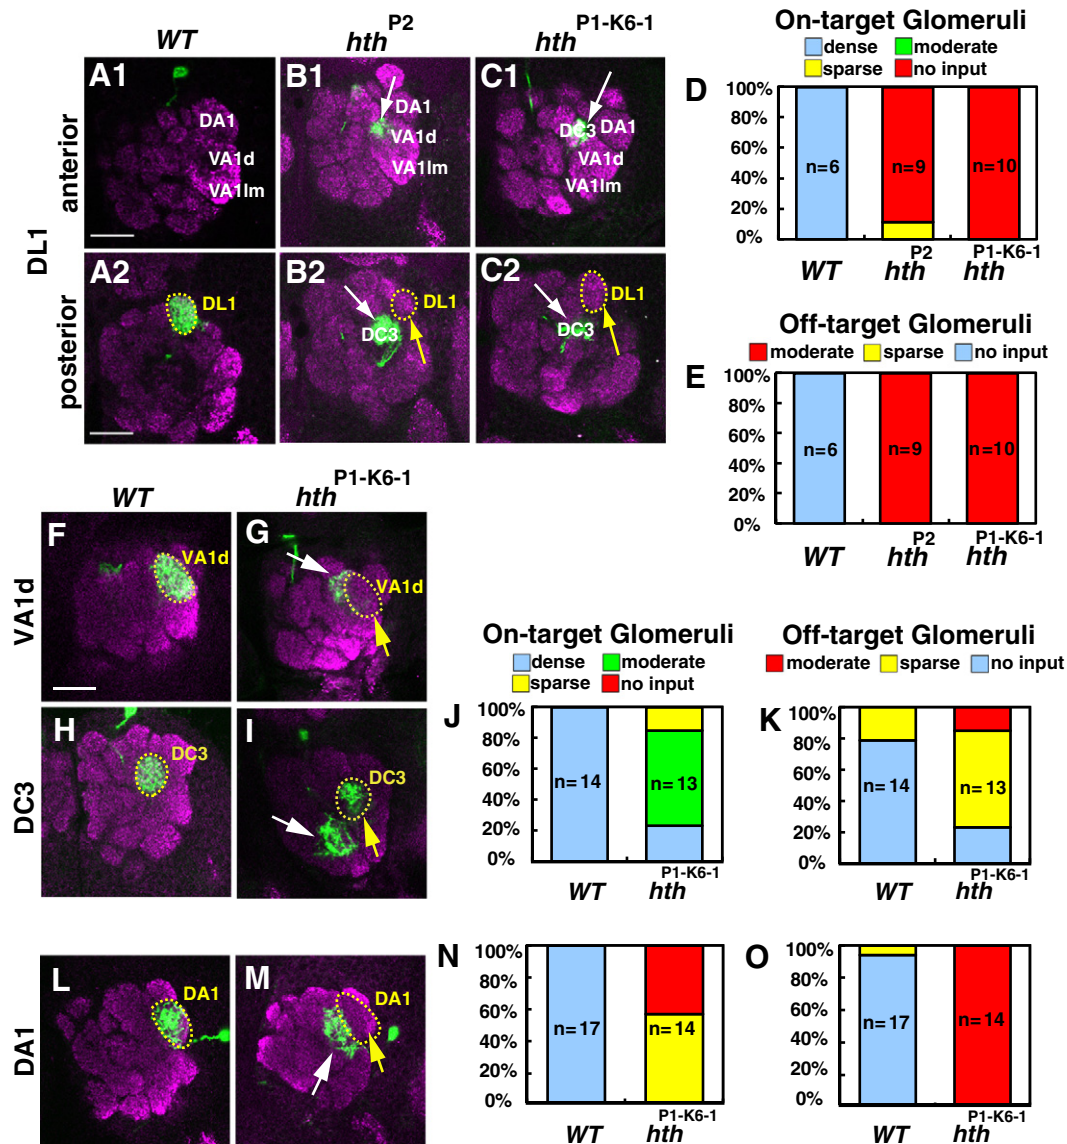 WT
hth P2
hth P1-K6-1
DL1
anterior
posterior
A1
DA1
VA1d
VA1lm
B1
DA1
VA1d
VA1lm
C1
DC3 DA1
VA1d
VA1lm
A2
DL1
B2
DL1
DC3
C2
DL1
DC3
On-target Glomeruli
dense moderate
sparse no input
D
100%
80%
60%
40%
20%
0%
n=6
n=9
n=10
WT
hth P2
hth P1-K6-1
Off-target Glomeruli
moderate sparse no input
E
100%
80%
60%
40%
20%
0%
n=6
n=9
n=10
WT
hth P2
hth P1-K6-1
WT
hth P1-K6-1
VA1d
F
VA1d
G
VA1d
DC3
H
DC3
I
DC3
On-target Glomeruli
dense moderate
sparse no input
J
100%
80%
60%
40%
20%
0%
n=14
n=13
WT
hth P1-K6-1
Off-target Glomeruli
moderate sparse no input
K
100%
80%
60%
40%
20%
0%
n=14
n=13
WT
hth P1-K6-1
DA1
L
DA1
M
DA1
N
100%
80%
60%
40%
20%
0%
n=17
n=14
WT
hth P1-K6-1
O
100%
80%
60%
40%
20%
0%
n=17
n=14
WT
hth P1-K6-1